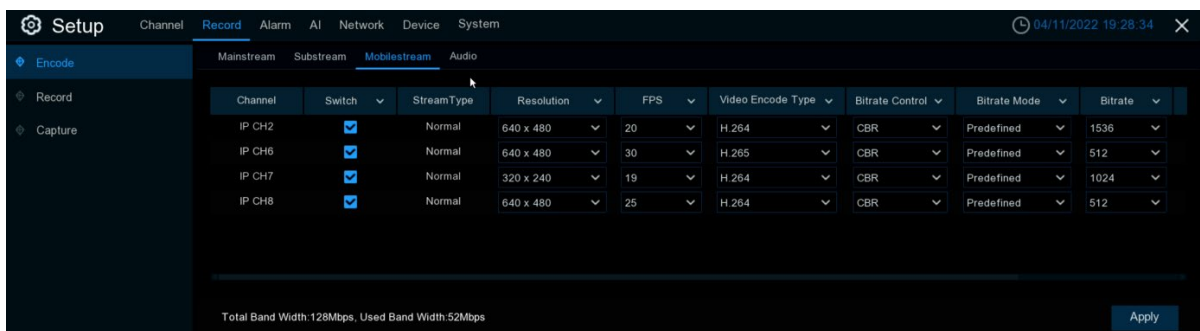 Setup Channel Record Alarm AI Network Device System 04/11/2022 19:28:34
Encode
Record
Capture
Mainstream Substream Mobilestream Audio
Channel Switch StreamType Resolution FPS Video Encode Type Bitrate Control Bitrate Mode Bitrate
IP CH2 Normal 640 x 480 20 H.264 CBR Predefined 1536
IP CH6 Normal 640 x 480 30 H.265 CBR Predefined 512
IP CH7 Normal 320 x 240 19 H.264 CBR Predefined 1024
IP CH8 Normal 640 x 480 25 H.264 CBR Predefined 512
Total Band Width:128Mbps, Used Band Width:52Mbps
Apply